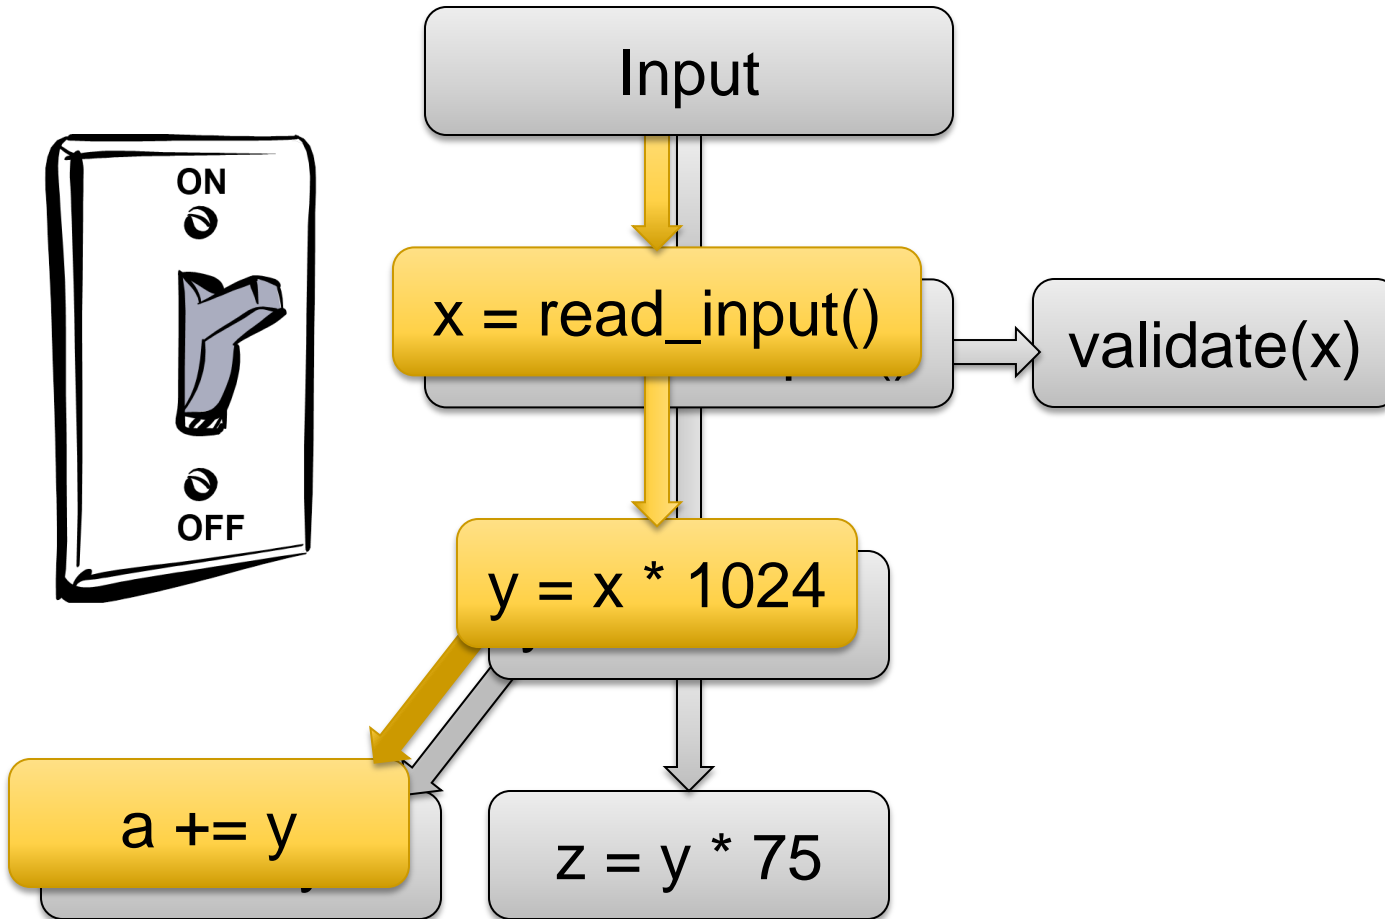 Input
ON
x = read_input()
validate(x)
OFF
y = x * 1024
a += y
z = y * 75